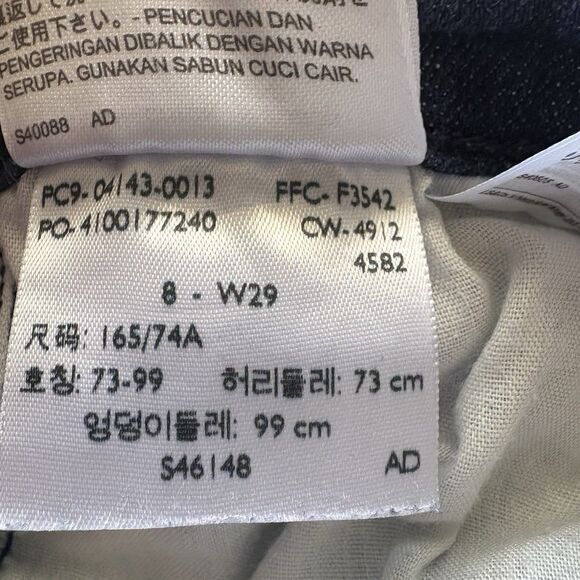 ご使用下さい。- PENCUCIAN DAN
PENGERINGAN DIBALIK DENGAN WARNA
SERUPA. GUNAKAN SABUN CUCI CAIR.
S40088 AD
PC9-04143-0013 FFC-F3542
PO-4100177240 CW-4912
4582
8 - W29
尺码: 165/74A
호칭: 73-99 허리둘레: 73 cm
엉덩이둘레: 99 cm
S46148 AD